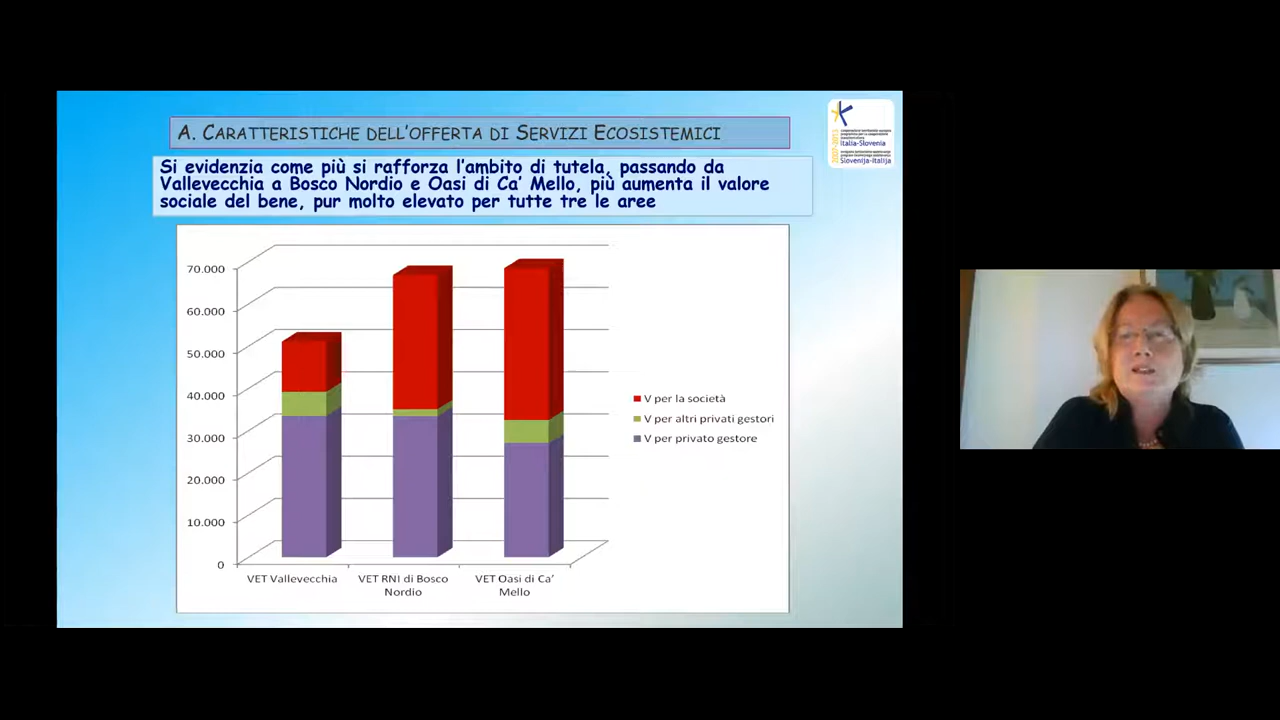 A. CARATTERISTICHE DELL'OFFERTA DI SERVIZI ECOSISTEMICI
Si evidenzia come più si rafforza l'ambito di tutela, passando da
Vallevecchia a Bosco Nordio e Oasi di Ca' Mello, più aumenta il valore
sociale del bene, pur molto elevato per tutte tre le aree
2007-2013
Italia-Slovenia
Slovenija-Italija
70.000
60.000
50.000
40.000
30.000
20.000
10.000
0
VET Vallevecchia
VET RNI di Bosco
Nordio
VET Oasi di Ca'
Mello
V per la società
V per altri privati gestori
V per privato gestore